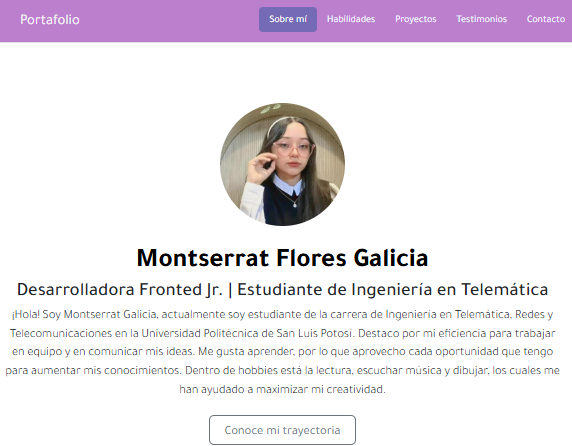 Portafolio
Sobre mí
Habilidades
Proyectos
Testimonios
Contacto
Montserrat Flores Galicia
Desarrolladora Fronted Jr. | Estudiante de Ingeniería en Telemática
¡Hola! Soy Montserrat Galicia, actualmente soy estudiante de la carrera de Ingeniería en Telemática, Redes y
Telecomunicaciones en la Universidad Politécnica de San Luis Potosí. Destaco por mi eficiencia para trabajar
en equipo y en comunicar mis ideas. Me gusta aprender, por lo que aprovecho cada oportunidad que tengo
para aumentar mis conocimientos. Dentro de hobbies está la lectura, escuchar música y dibujar, los cuales me
han ayudado a maximizar mi creatividad.
Conoce mi trayectoria